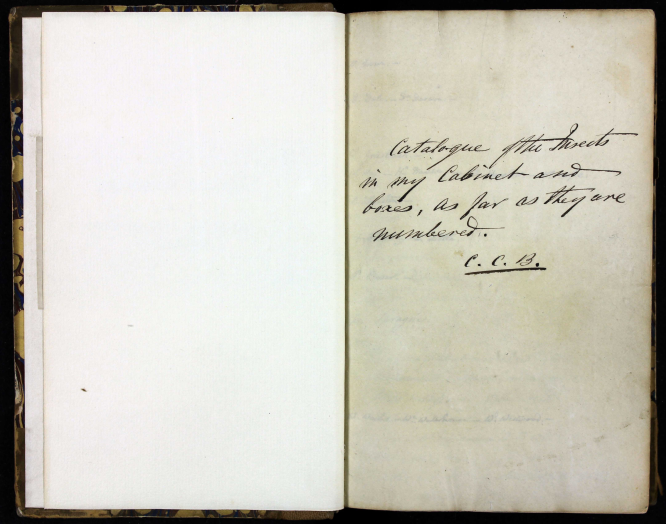 Catalogue of the Insects
in my Cabinet and
boxes, as far as they are
numbered.
C. C. B.